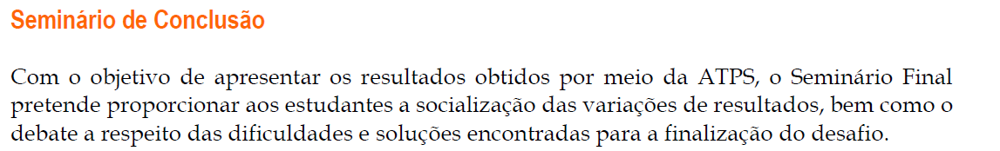 Seminário de Conclusão
Com o objetivo de apresentar os resultados obtidos por meio da ATPS, o Seminário Final
pretende proporcionar aos estudantes a socialização das variações de resultados, bem como o
debate a respeito das dificuldades e soluções encontradas para a finalização do desafio.